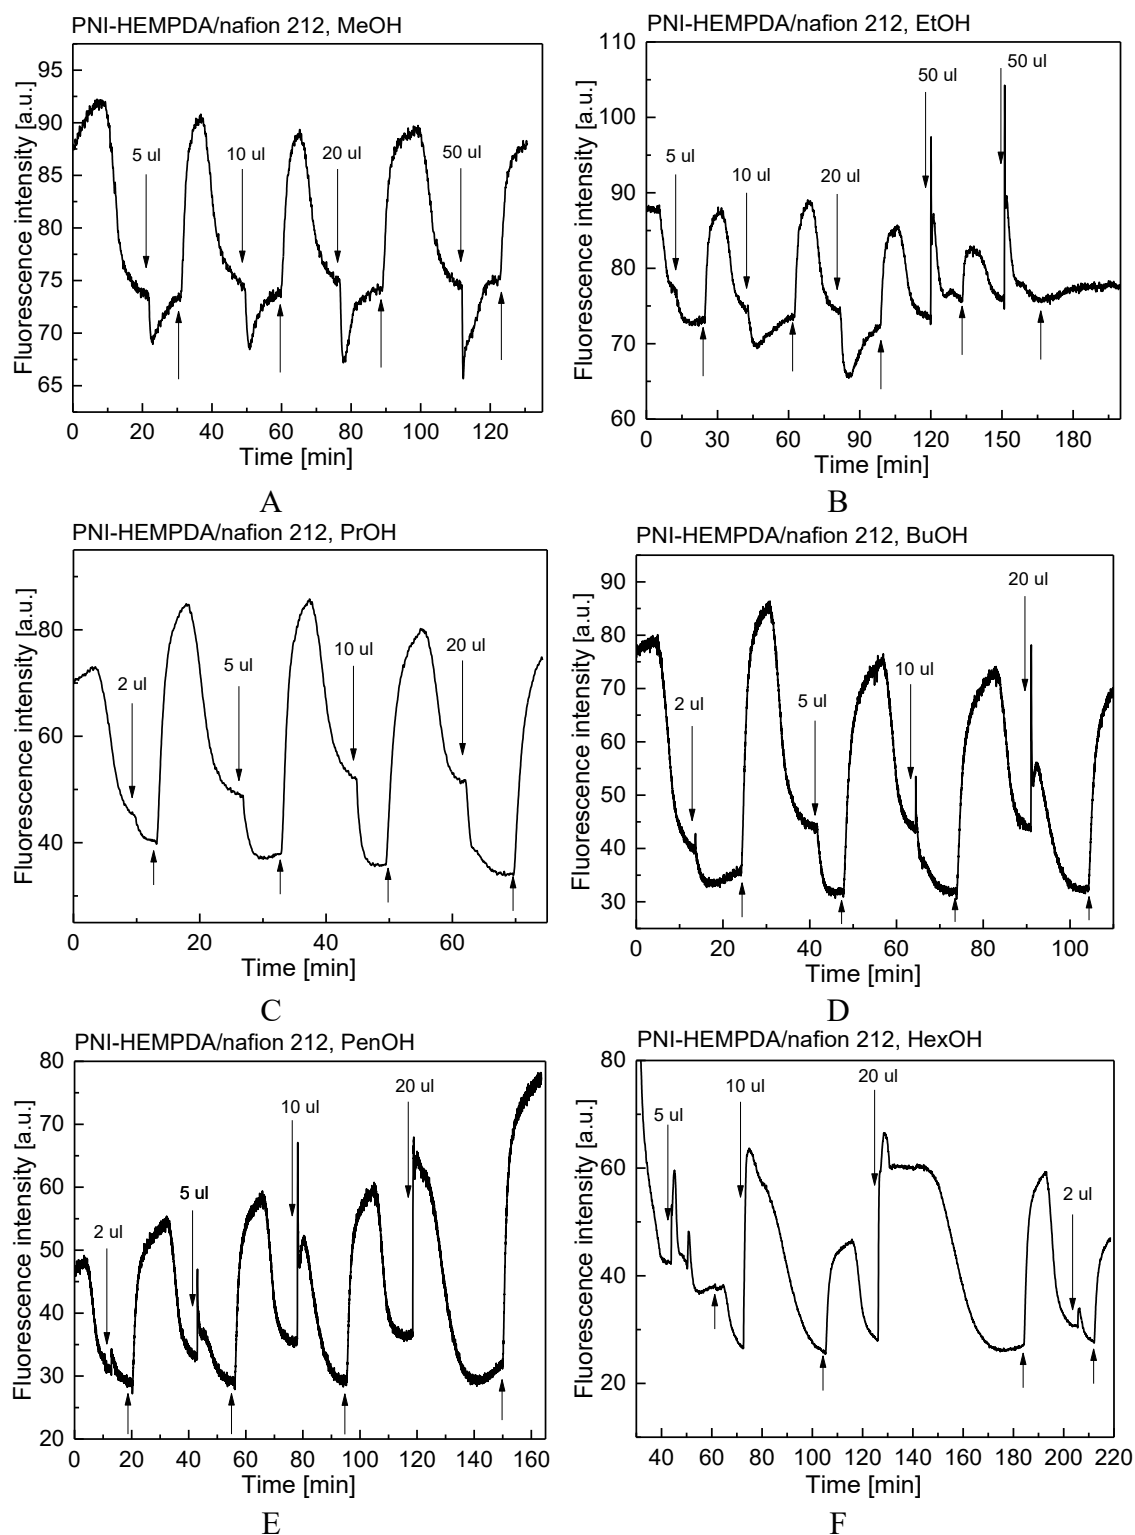 PNI-HEMPDA/nafion 212, MeOH
Fluorescence intensity [a.u.]
95
90
85
80
75
70
65
5 ul
10 ul
20 ul
50 ul
0 20 40 60 80 100 120
Time [min]
A
PNI-HEMPDA/nafion 212, EtOH
Fluorescence intensity [a.u.]
110
100
90
80
70
60
5 ul
10 ul
20 ul
50 ul
50 ul
0 30 60 90 120 150 180
Time [min]
B
PNI-HEMPDA/nafion 212, PrOH
Fluorescence intensity [a.u.]
80
60
40
2 ul
5 ul
10 ul
20 ul
0 20 40 60
Time [min]
C
PNI-HEMPDA/nafion 212, BuOH
Fluorescence intensity [a.u.]
90
80
70
60
50
40
30
2 ul
5 ul
10 ul
20 ul
0 20 40 60 80 100
Time [min]
D
PNI-HEMPDA/nafion 212, PenOH
Fluorescence intensity [a.u.]
80
70
60
50
40
30
20
2 ul
5 ul
10 ul
20 ul
0 20 40 60 80 100 120 140 160
Time [min]
E
PNI-HEMPDA/nafion 212, HexOH
Fluorescence intensity [a.u.]
80
60
40
20
5 ul
10 ul
20 ul
2 ul
40 60 80 100 120 140 160 180 200 220
Time [min]
F